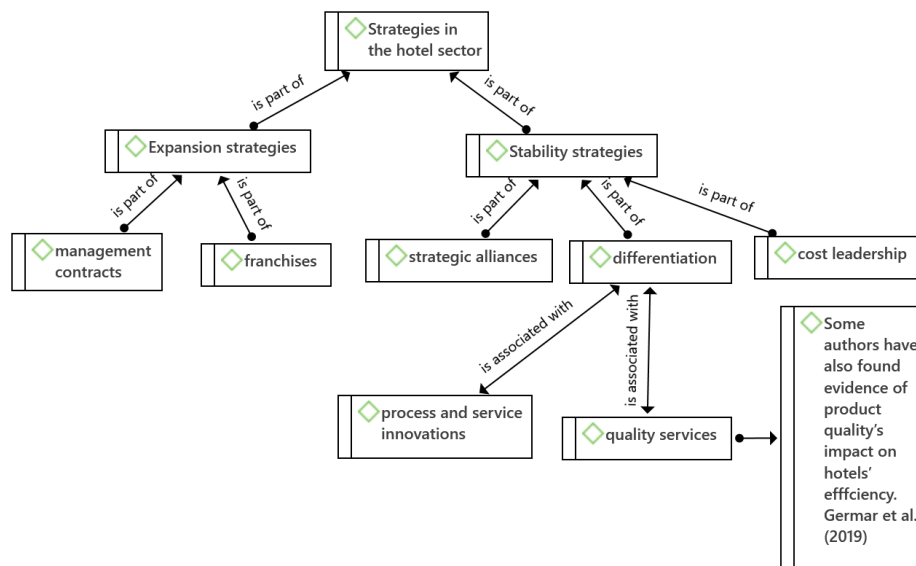 Strategies in
the hotel sector
is part of
is part of
Expansion strategies
Stability strategies
is part of
is part of
is part of
is part of
is part of
management
contracts
franchises
strategic alliances
differentiation
cost leadership
is associated with
is associated with
process and service
innovations
quality services
Some
authors have
also found
evidence of
product
quality's
impact on
hotels'
efffciency.
Germar et al.
(2019)